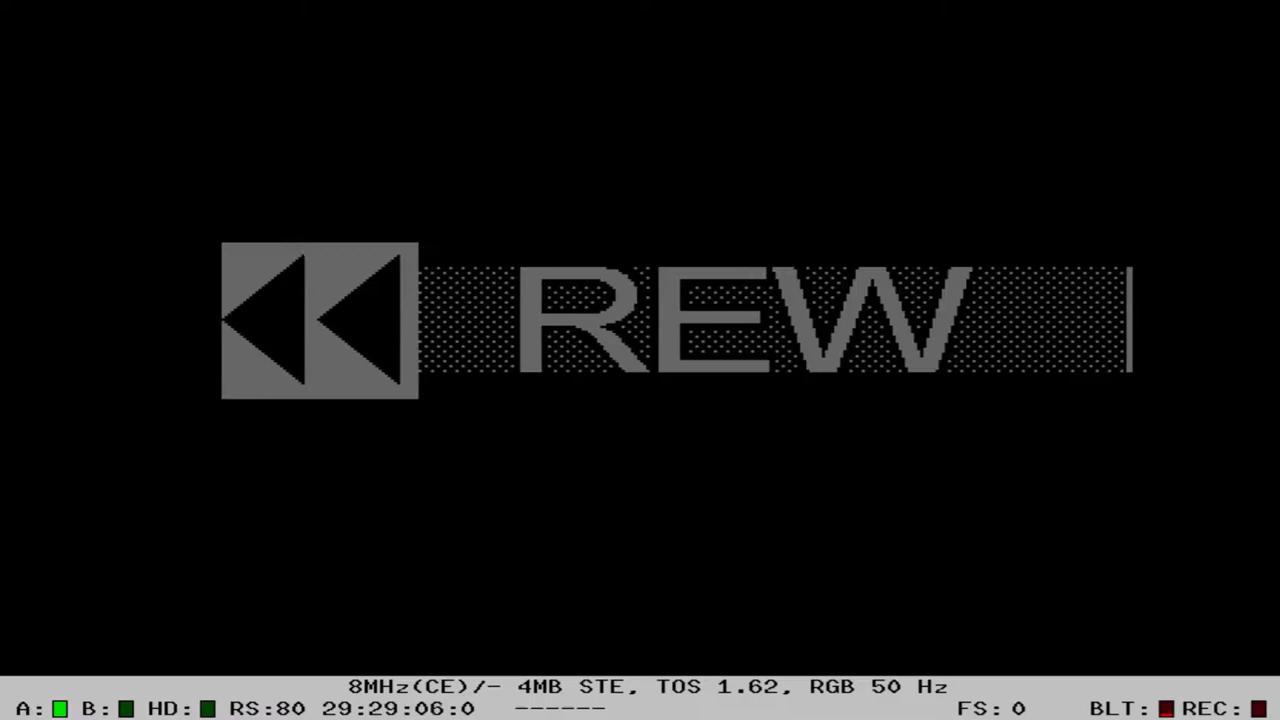 REW
8MHz(CE)/- 4MB STE, TOS 1.62, RGB 50 Hz
A: B: HD: RS:80 29:29:06:0 ------ FS: 0 BLT: REC: